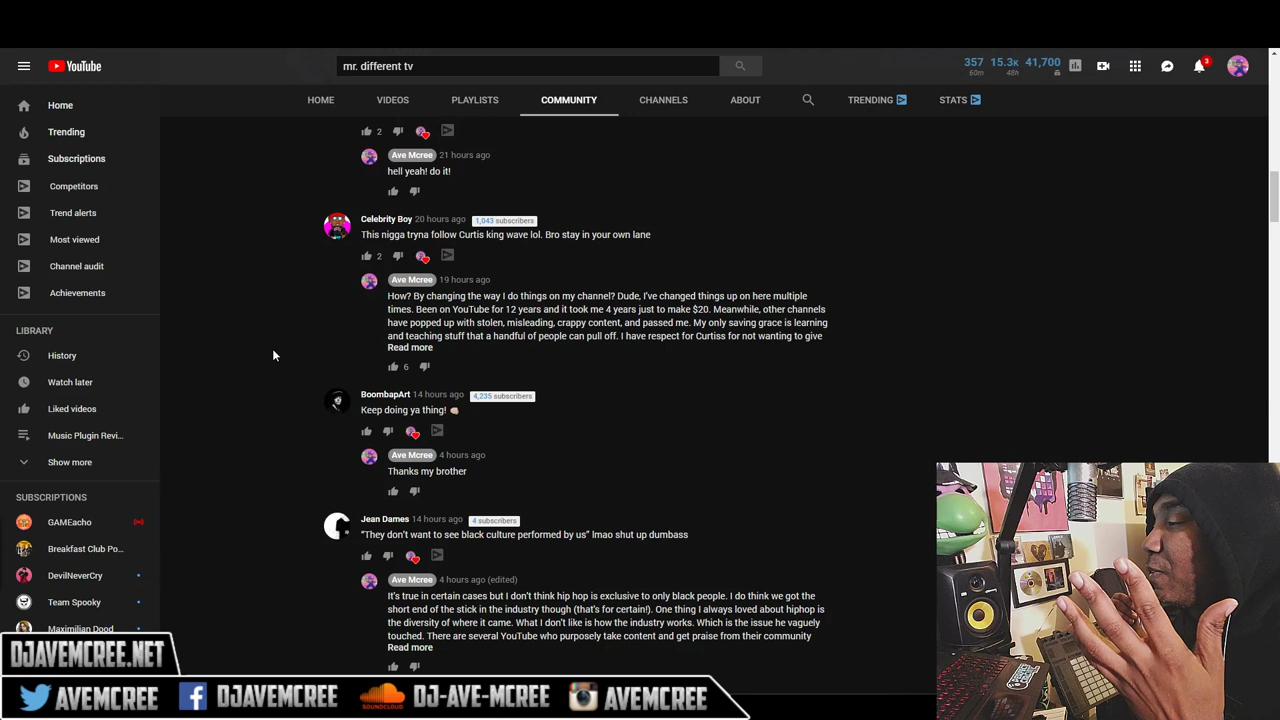 YouTube
mr. different tv
357
60m
15.3K
48h
41,700
3
HOME
VIDEOS
PLAYLISTS
COMMUNITY
CHANNELS
ABOUT
TRENDING
STATS
Home
Trending
Subscriptions
Competitors
Trend alerts
Most viewed
Channel audit
Achievements
LIBRARY
History
Watch later
Liked videos
Music Plugin Revi...
Show more
SUBSCRIPTIONS
GAMEacho
Breakfast Club Po...
DevilNeverCry
Team Spooky
Maximilian Dood
2
Ave Mcree 21 hours ago
hell yeah! do it!
Celebrity Boy 20 hours ago 1,043 subscribers
This nigga tryna follow Curtis king wave lol. Bro stay in your own lane
2
Ave Mcree 19 hours ago
How? By changing the way I do things on my channel? Dude, I've changed things up on here multiple
times. Been on YouTube for 12 years and it took me 4 years just to make $20. Meanwhile, other channels
have popped up with stolen, misleading, crappy content, and passed me. My only saving grace is learning
and teaching stuff that a handful of people can pull off. I have respect for Curtiss for not wanting to give
Read more
6
BoombapArt 14 hours ago 4,235 subscribers
Keep doing ya thing!
Ave Mcree 4 hours ago
Thanks my brother
Jean Dames 14 hours ago 4 subscribers
“They don't want to see black culture performed by us” lmao shut up dumbass
Ave Mcree 4 hours ago (edited)
It's true in certain cases but I don't think hip hop is exclusive to only black people. I do think we got the
short end of the stick in the industry though (that's for certain!). One thing I always loved about hiphop is
the diversity of where it came. What I don't like is how the industry works. Which is the issue he vaguely
touched. There are several YouTube who purposely take content and get praise from their community
Read more
DJAVEMCREE.NET
AVEMCREE
DJAVEMCREE
SOUNDCLOUD
DJ-AVE-MCREE
AVEMCREE